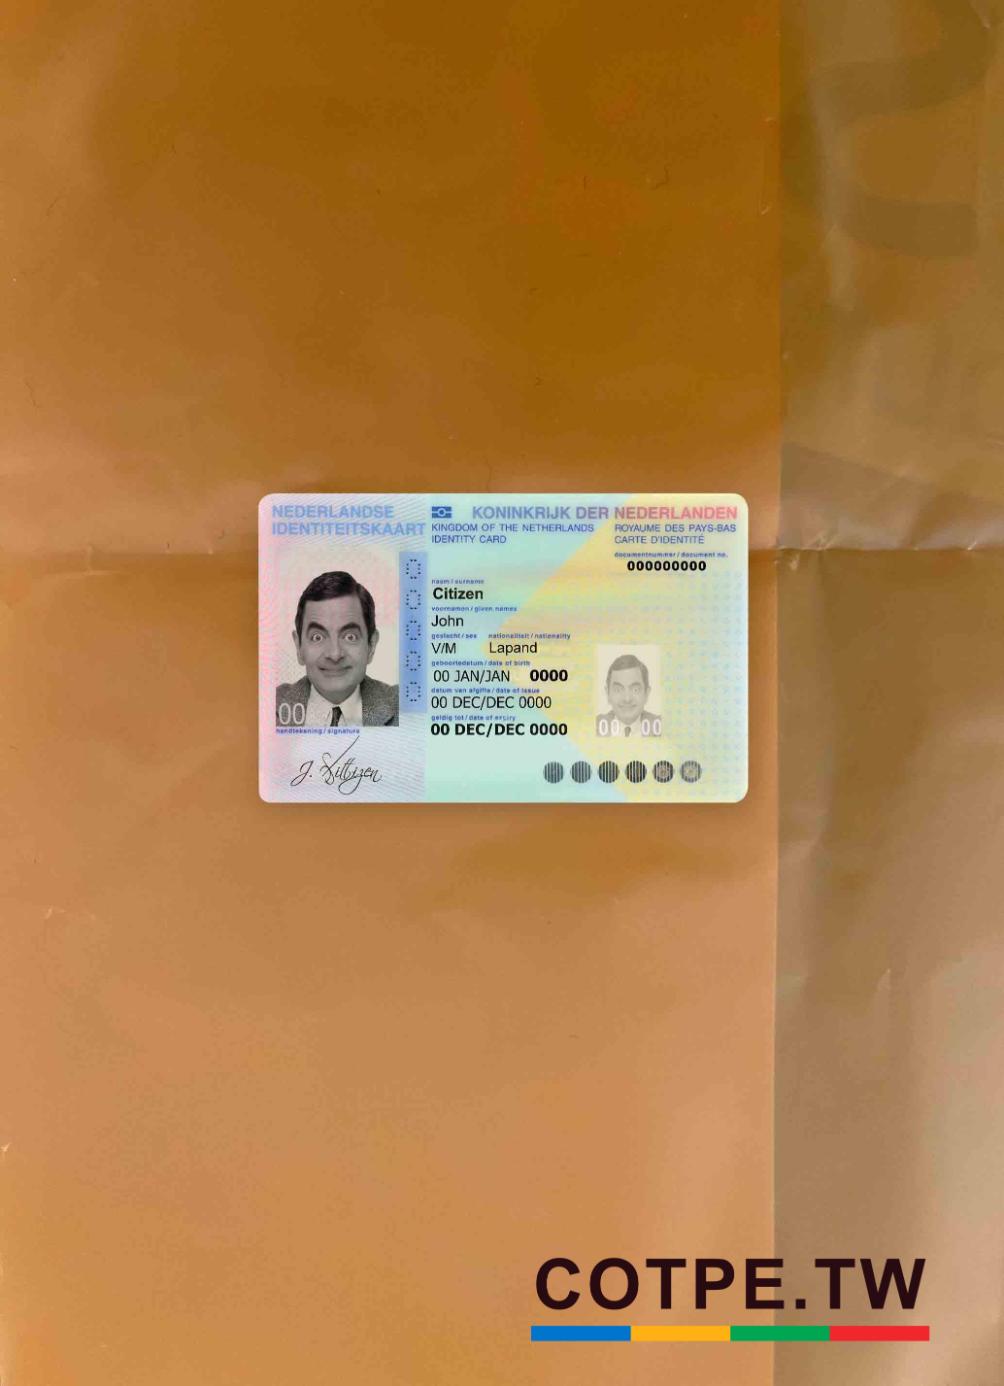 NEDERLANDSE
IDENTITEITSKAART
KONINKRIJK DER NEDERLANDEN
KINGDOM OF THE NETHERLANDS
IDENTITY CARD
ROYAUME DES PAYS-BAS
CARTE D'IDENTITÉ
documentnummer / document no.
000000000
naam / surname
Citizen
voornamen / given names
John
geslacht / sex nationaliteit / nationality
V/M Lapand
geboortedatum / date of birth
00 JAN/JAN 0000
datum van afgifte / date of issue
00 DEC/DEC 0000
geldig tot / date of expiry
00 DEC/DEC 0000
00
00 00
handtekening / signature
COTPE.TW